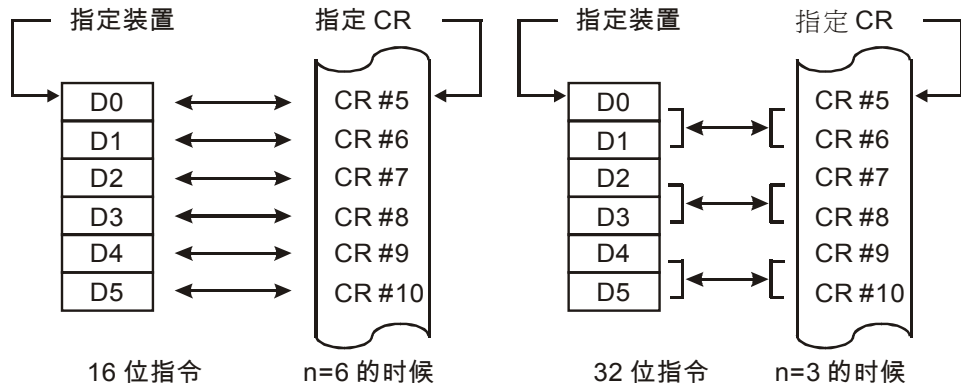 指定装置
指定 CR
D0
D1
D2
D3
D4
D5
CR #5
CR #6
CR #7
CR #8
CR #9
CR #10
16 位指令
n=6 的时候
指定装置
指定 CR
D0
D1
D2
D3
D4
D5
CR #5
CR #6
CR #7
CR #8
CR #9
CR #10
32 位指令
n=3 的时候